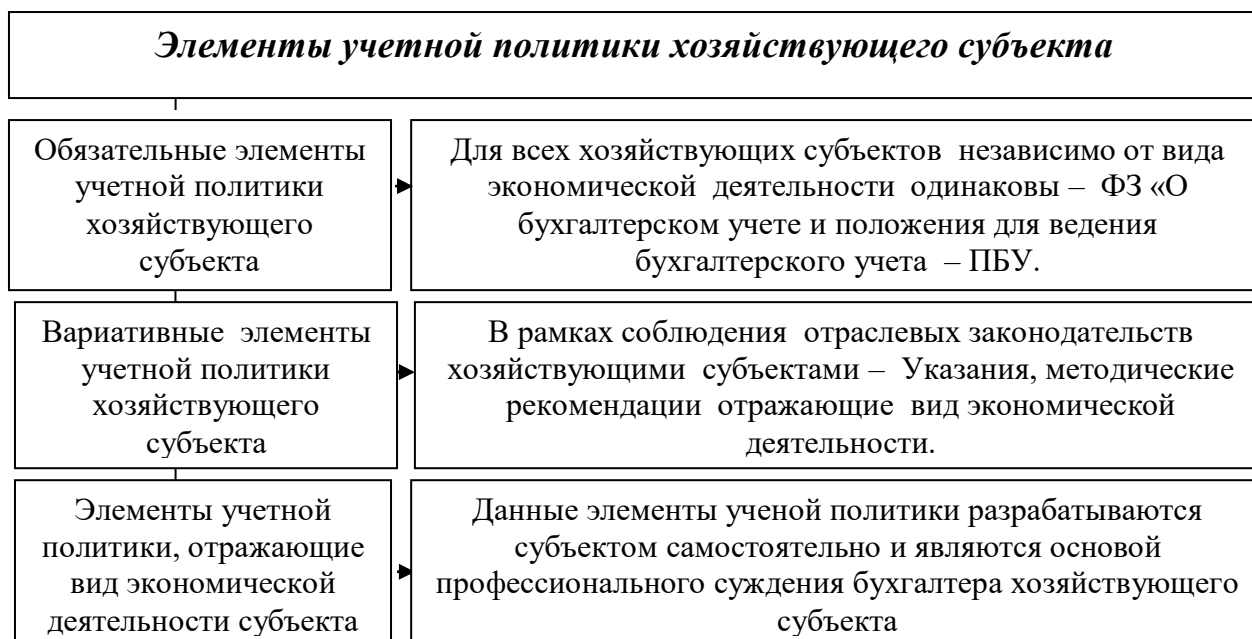 Элементы учетной политики хозяйствующего субъекта
Обязательные элементы
учетной политики
хозяйствующего
субъекта
Для всех хозяйствующих субъектов независимо от вида
экономической деятельности одинаковы – ФЗ «О
бухгалтерском учете и положения для ведения
бухгалтерского учета – ПБУ.
Вариативные элементы
учетной политики
хозяйствующего
субъекта
В рамках соблюдения отраслевых законодательств
хозяйствующими субъектами – Указания, методические
рекомендации отражающие вид экономической
деятельности.
Элементы учетной
политики, отражающие
вид экономической
деятельности субъекта
Данные элементы ученой политики разрабатываются
субъектом самостоятельно и являются основой
профессионального суждения бухгалтера хозяйствующего
субъекта